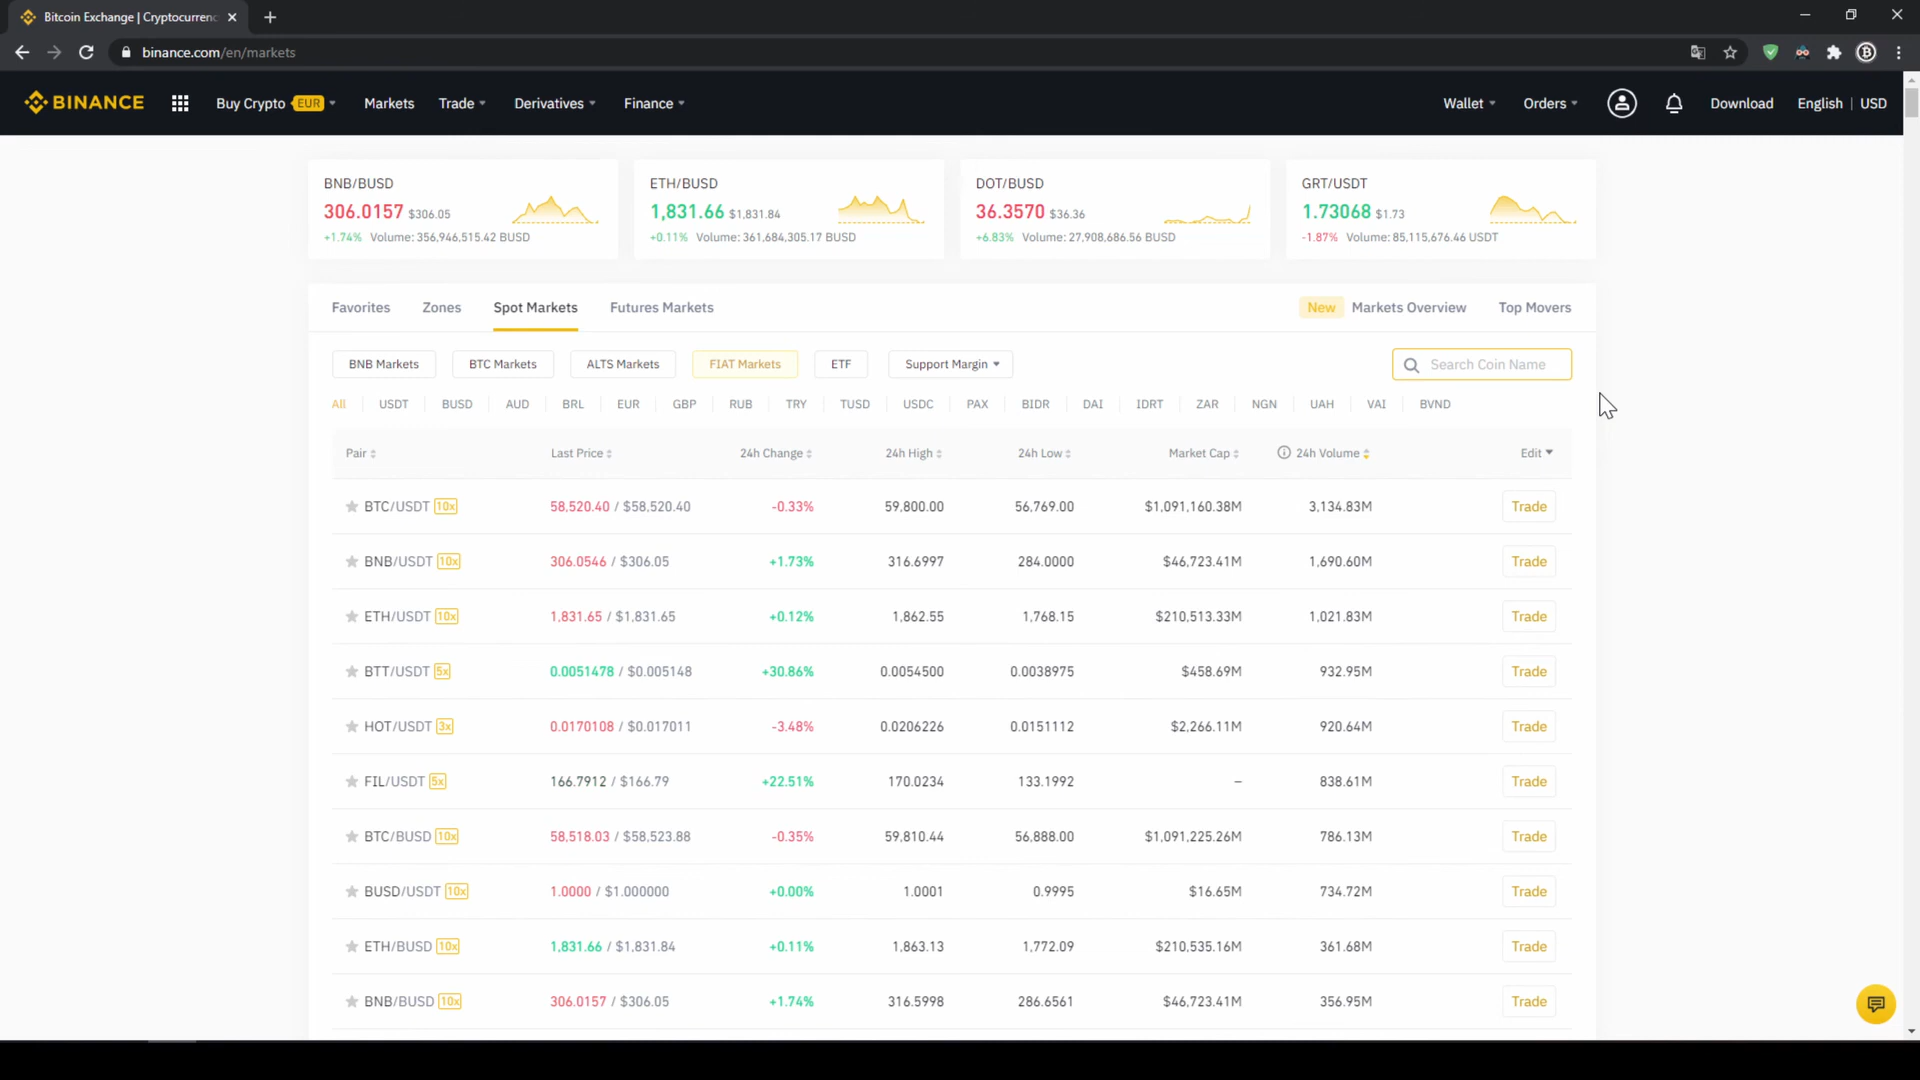 Bitcoin Exchange | Cryptocurrenc
binance.com/en/markets
BINANCE Buy Crypto EUR Markets Trade Derivatives Finance Wallet Orders Download English | USD
BNB/BUSD ETH/BUSD DOT/BUSD GRT/USDT
306.0157 $306.05 1,831.66 $1,831.84 36.3570 $36.36 1.73068 $1.73
+1.74% Volume: 356,946,515.42 BUSD +0.11% Volume: 361,684,305.17 BUSD +6.83% Volume: 27,908,686.56 BUSD -1.87% Volume: 85,115,676.46 USDT
Favorites Zones Spot Markets Futures Markets New Markets Overview Top Movers
BNB Markets BTC Markets ALTS Markets FIAT Markets ETF Support Margin Search Coin Name
All USDT BUSD AUD BRL EUR GBP RUB TRY TUSD USDC PAX BIDR DAI IDRT ZAR NGN UAH VAI BVND
Pair Last Price 24h Change 24h High 24h Low Market Cap 24h Volume Edit
BTC/USDT 10x 58,520.40 / $58,520.40 -0.33% 59,800.00 56,769.00 $1,091,160.38M 3,134.83M Trade
BNB/USDT 10x 306.0546 / $306.05 +1.73% 316.6997 284.0000 $46,723.41M 1,690.60M Trade
ETH/USDT 10x 1,831.65 / $1,831.65 +0.12% 1,862.55 1,768.15 $210,513.33M 1,021.83M Trade
BTT/USDT 5x 0.0051478 / $0.005148 +30.86% 0.0054500 0.0038975 $458.69M 932.95M Trade
HOT/USDT 3x 0.0170108 / $0.017011 -3.48% 0.0206226 0.0151112 $2,266.11M 920.64M Trade
FIL/USDT 5x 166.7912 / $166.79 +22.51% 170.0234 133.1992 – 838.61M Trade
BTC/BUSD 10x 58,518.03 / $58,523.88 -0.35% 59,810.44 56,888.00 $1,091,225.26M 786.13M Trade
BUSD/USDT 10x 1.0000 / $1.000000 +0.00% 1.0001 0.9995 $16.65M 734.72M Trade
ETH/BUSD 10x 1,831.66 / $1,831.84 +0.11% 1,863.13 1,772.09 $210,535.16M 361.68M Trade
BNB/BUSD 10x 306.0157 / $306.05 +1.74% 316.5998 286.6561 $46,723.41M 356.95M Trade